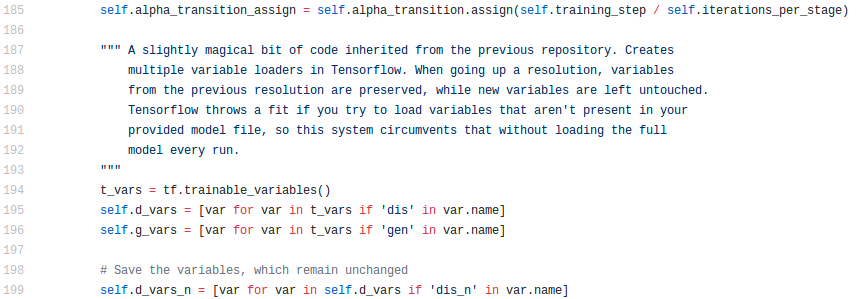 185 self.alpha_transition_assign = self.alpha_transition.assign(self.training_step / self.iterations_per_stage)
186
187 """ A slightly magical bit of code inherited from the previous repository. Creates
188 multiple variable loaders in Tensorflow. When going up a resolution, variables
189 from the previous resolution are preserved, while new variables are left untouched.
190 Tensorflow throws a fit if you try to load variables that aren't present in your
191 provided model file, so this system circumvents that without loading the full
192 model every run.
193 """
194 t_vars = tf.trainable_variables()
195 self.d_vars = [var for var in t_vars if 'dis' in var.name]
196 self.g_vars = [var for var in t_vars if 'gen' in var.name]
197
198 # Save the variables, which remain unchanged
199 self.d_vars_n = [var for var in self.d_vars if 'dis_n' in var.name]